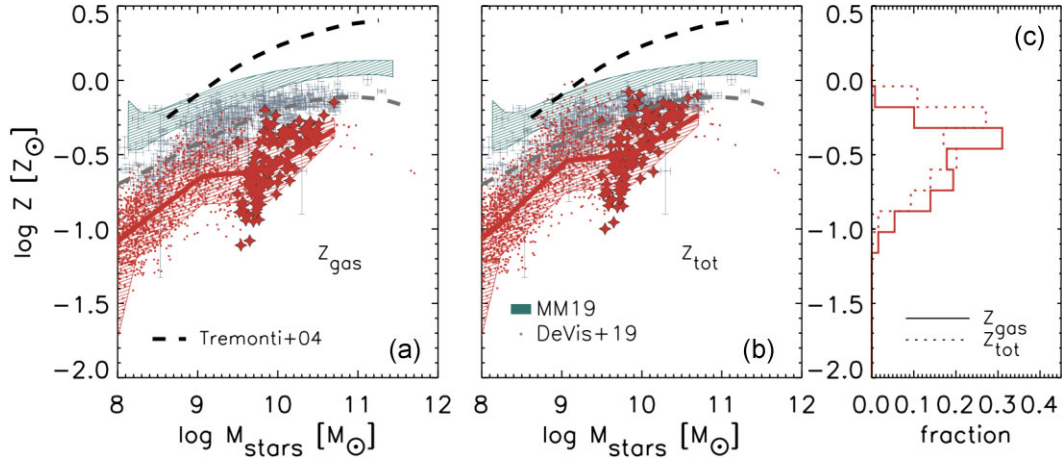 0.5
0.0
-0.5
-1.0
-1.5
-2.0
log Z [Z⊙]
Z_gas
Tremonti+04
(a)
8 9 10 11 12
log M_stars [M⊙]
Z_tot
MM19
DeVis+19
(b)
8 9 10 11 12
log M_stars [M⊙]
(c)
0.5
0.0
-0.5
-1.0
-1.5
-2.0
Z_gas
Z_tot
0.0 0.1 0.2 0.3 0.4
fraction